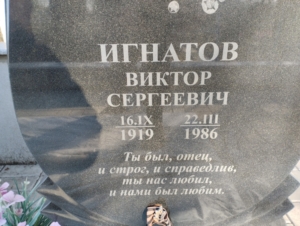 ИГНАТОВ
ВИКТОР
СЕРГЕЕВИЧ
16.IX 22.III
1919 1986
Ты был, отец,
и строг, и справедлив,
ты нас любил,
и нами был любим.